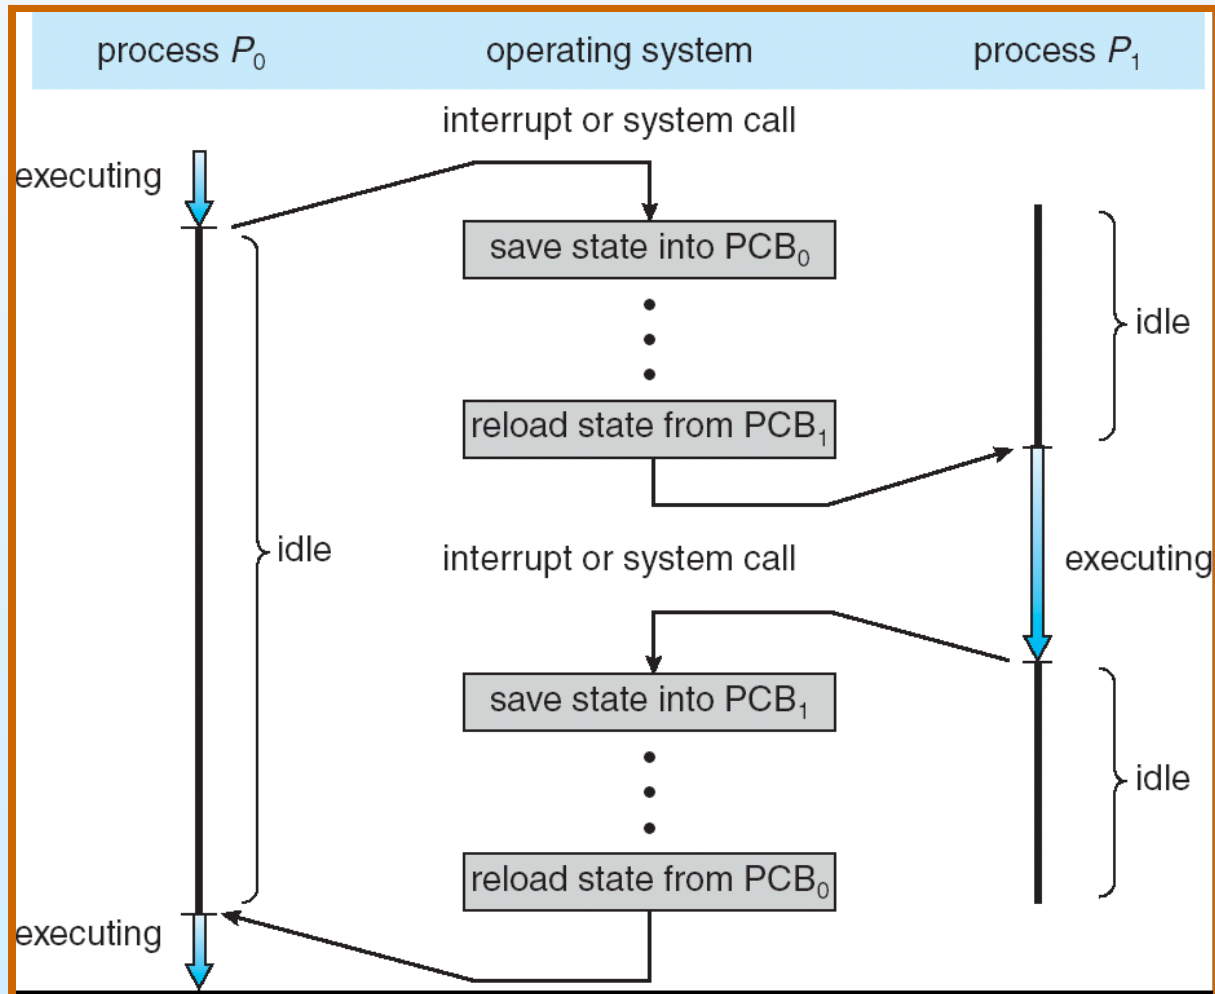 process P₀
operating system
process P₁
interrupt or system call
executing
save state into PCB₀
idle
reload state from PCB₁
idle
interrupt or system call
executing
save state into PCB₁
idle
reload state from PCB₀
executing